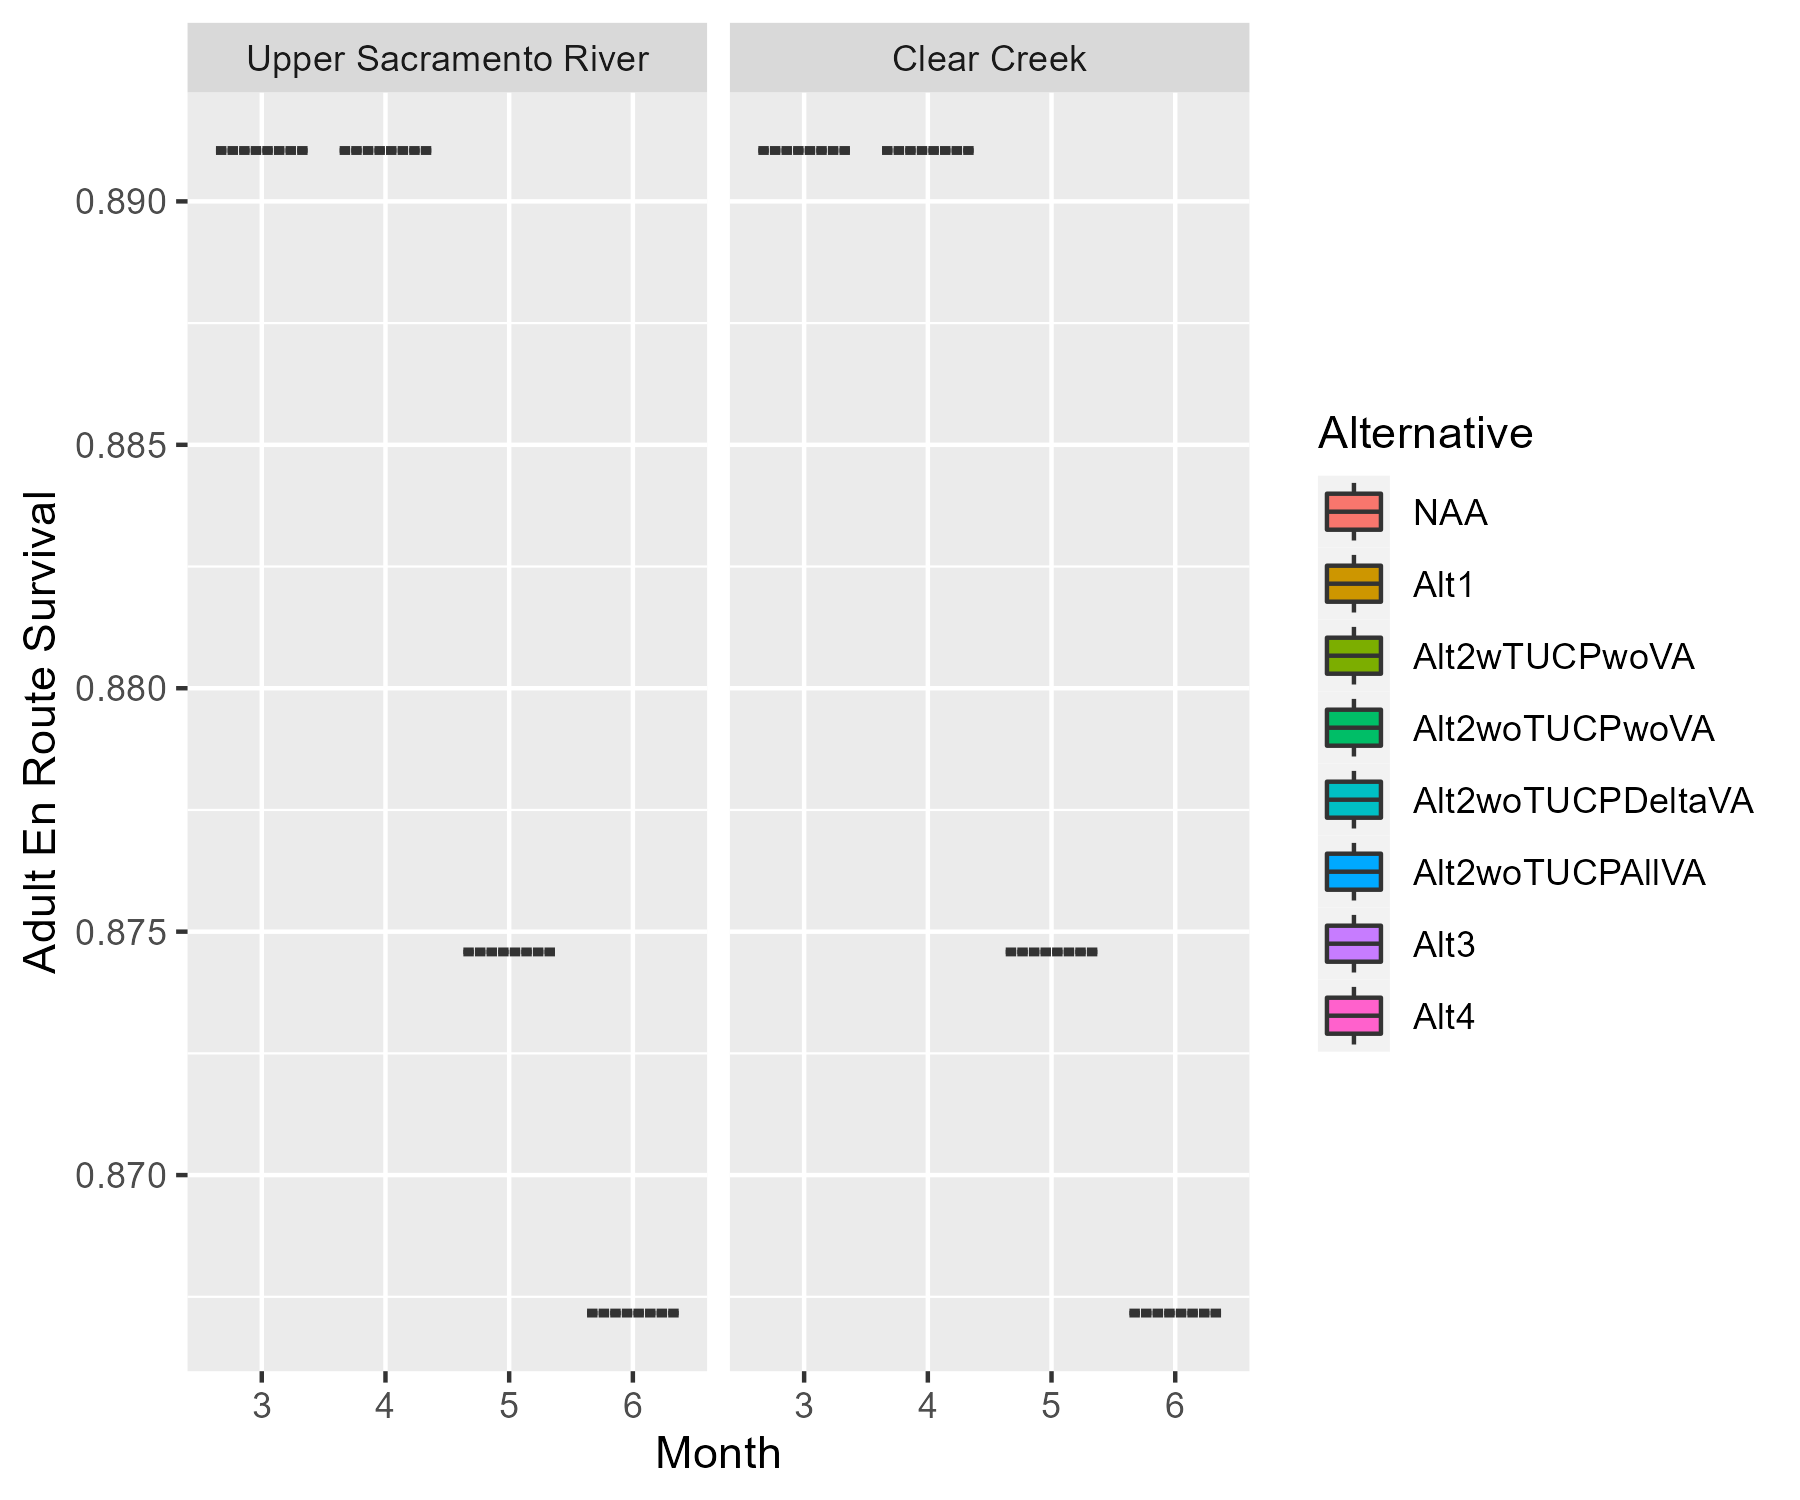 Upper Sacramento River
Clear Creek
0.890
0.885
0.880
0.875
0.870
Adult En Route Survival
3 4 5 6
3 4 5 6
Month
Alternative
NAA
Alt1
Alt2wTUCPwoVA
Alt2woTUCPwoVA
Alt2woTUCPDeltaVA
Alt2woTUCPAllVA
Alt3
Alt4